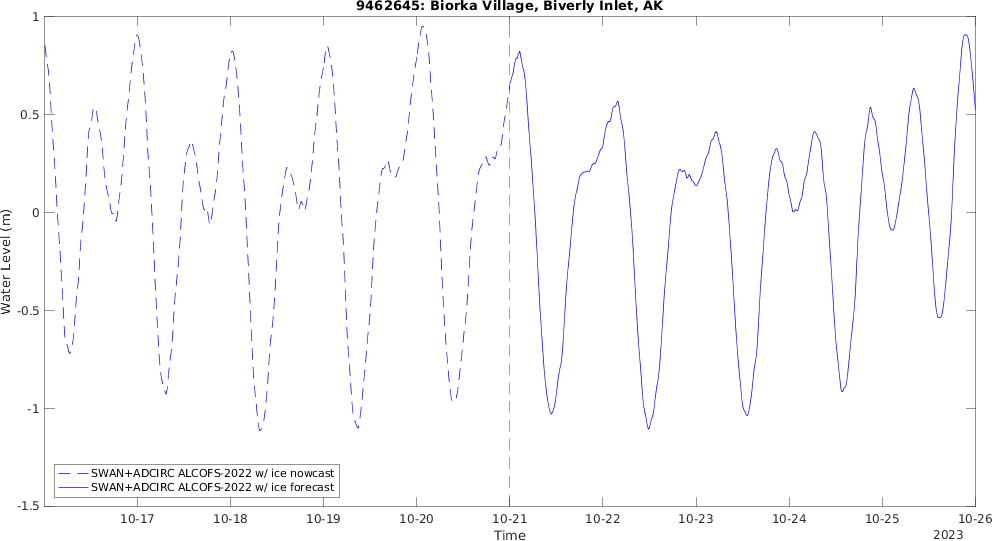 9462645: Biorka Village, Biverly Inlet, AK
Water Level (m)
1
0.5
0
-0.5
-1
-1.5
SWAN+ADCIRC ALCOFS-2022 w/ ice nowcast
SWAN+ADCIRC ALCOFS-2022 w/ ice forecast
10-17 10-18 10-19 10-20 10-21 10-22 10-23 10-24 10-25 10-26
Time
2023